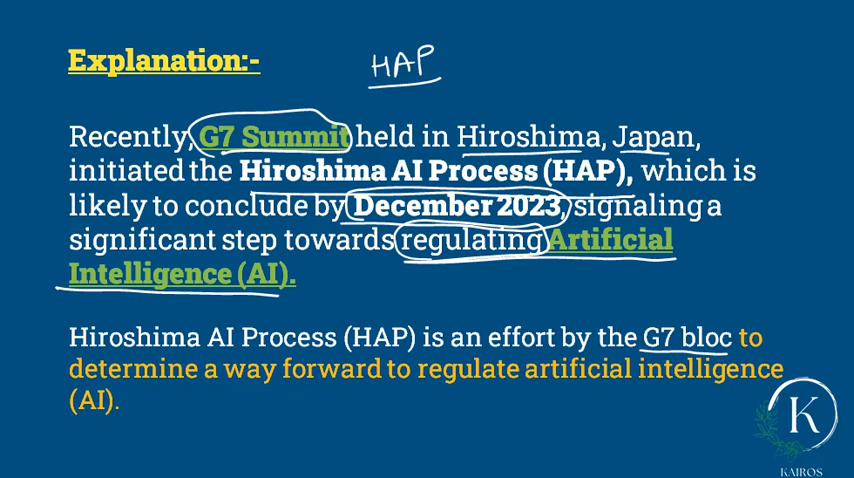 Explanation:-
HAP
Recently, G7 Summit held in Hiroshima, Japan,
initiated the Hiroshima AI Process (HAP), which is
likely to conclude by December 2023, signaling a
significant step towards regulating Artificial
Intelligence (AI).
Hiroshima AI Process (HAP) is an effort by the G7 bloc to
determine a way forward to regulate artificial intelligence
(AI).
K
KAIROS